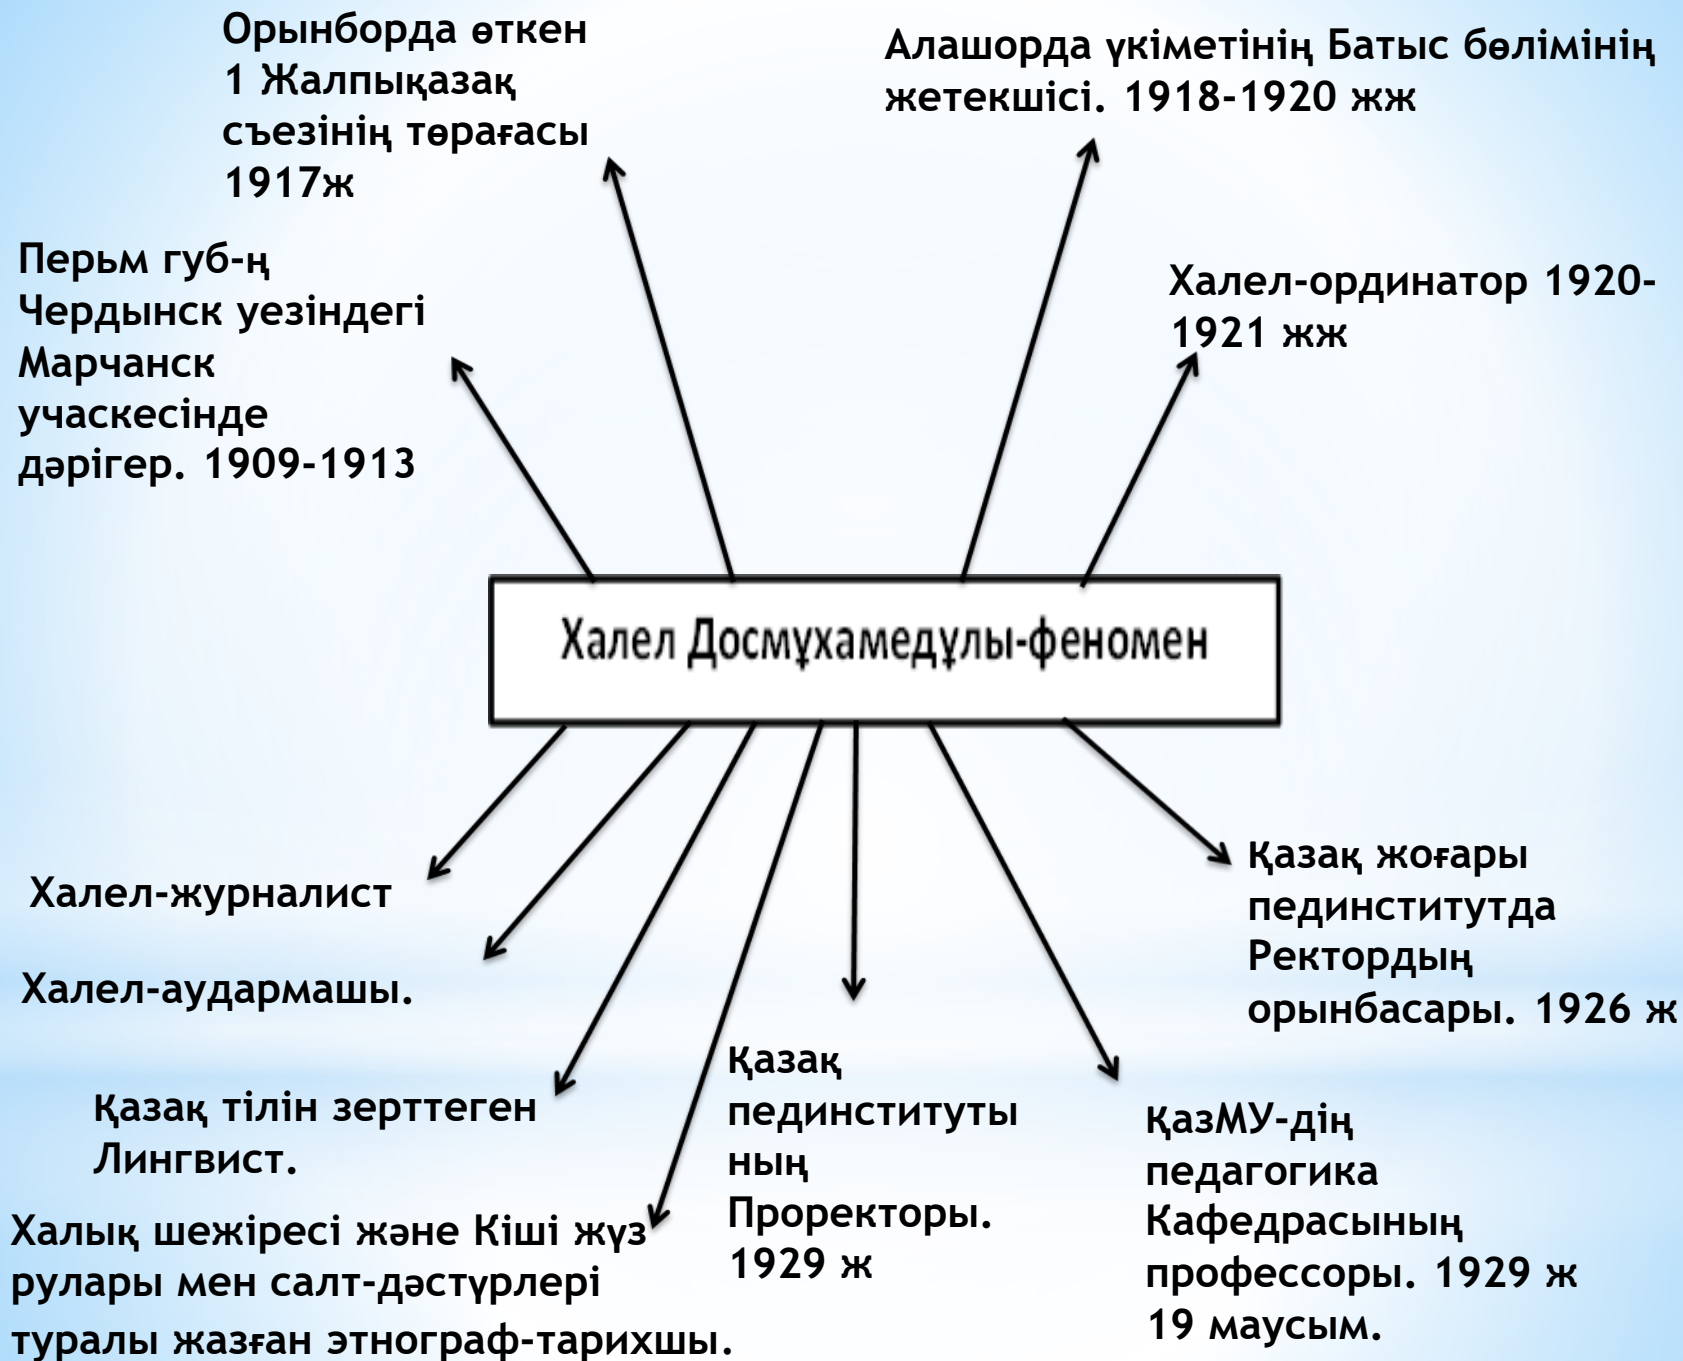 Орынборда өткен
1 Жалпықазақ
съезінің төрағасы
1917ж
Алашорда үкіметінің Батыс бөлімінің
жетекшісі. 1918-1920 жж
Перьм губ-ң
Чердынск уезіндегі
Марчанск
учаскесінде
дәрігер. 1909-1913
Халел-ординатор 1920-
1921 жж
Халел Досмұхамедұлы-феномен
Халел-журналист
Халел-аудармашы.
Қазақ тілін зерттеген
Лингвист.
Халық шежіресі және Кіші жүз
рулары мен салт-дәстүрлері
туралы жазған этнограф-тарихшы.
Қазақ
пединституты
ның
Проректоры.
1929 ж
ҚазМУ-дің
педагогика
Кафедрасының
профессоры. 1929 ж
19 маусым.
Қазақ жоғары
пединститутда
Ректордың
орынбасары. 1926 ж